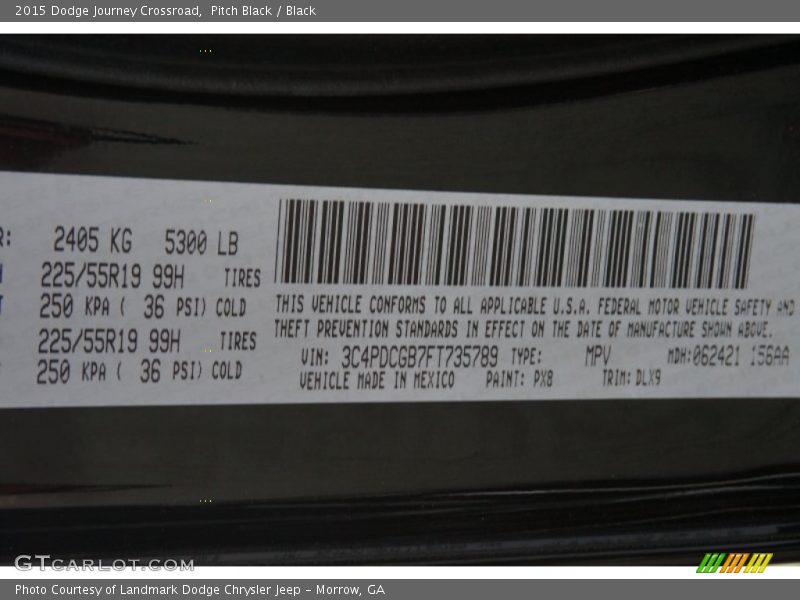 2015 Dodge Journey Crossroad, Pitch Black / Black
R: 2405 KG 5300 LB
225/55R19 99H TIRES
250 KPA ( 36 PSI) COLD
225/55R19 99H TIRES
250 KPA ( 36 PSI) COLD
THIS VEHICLE CONFORMS TO ALL APPLICABLE U.S.A. FEDERAL MOTOR VEHICLE SAFETY AND
THEFT PREVENTION STANDARDS IN EFFECT ON THE DATE OF MANUFACTURE SHOWN ABOVE.
VIN: 3C4PDCGB7FT735789 TYPE: MPV MDH:062421 156AA
VEHICLE MADE IN MEXICO PAINT: PX8 TRIM: DLX9
GTCARLOT.COM
Photo Courtesy of Landmark Dodge Chrysler Jeep - Morrow, GA